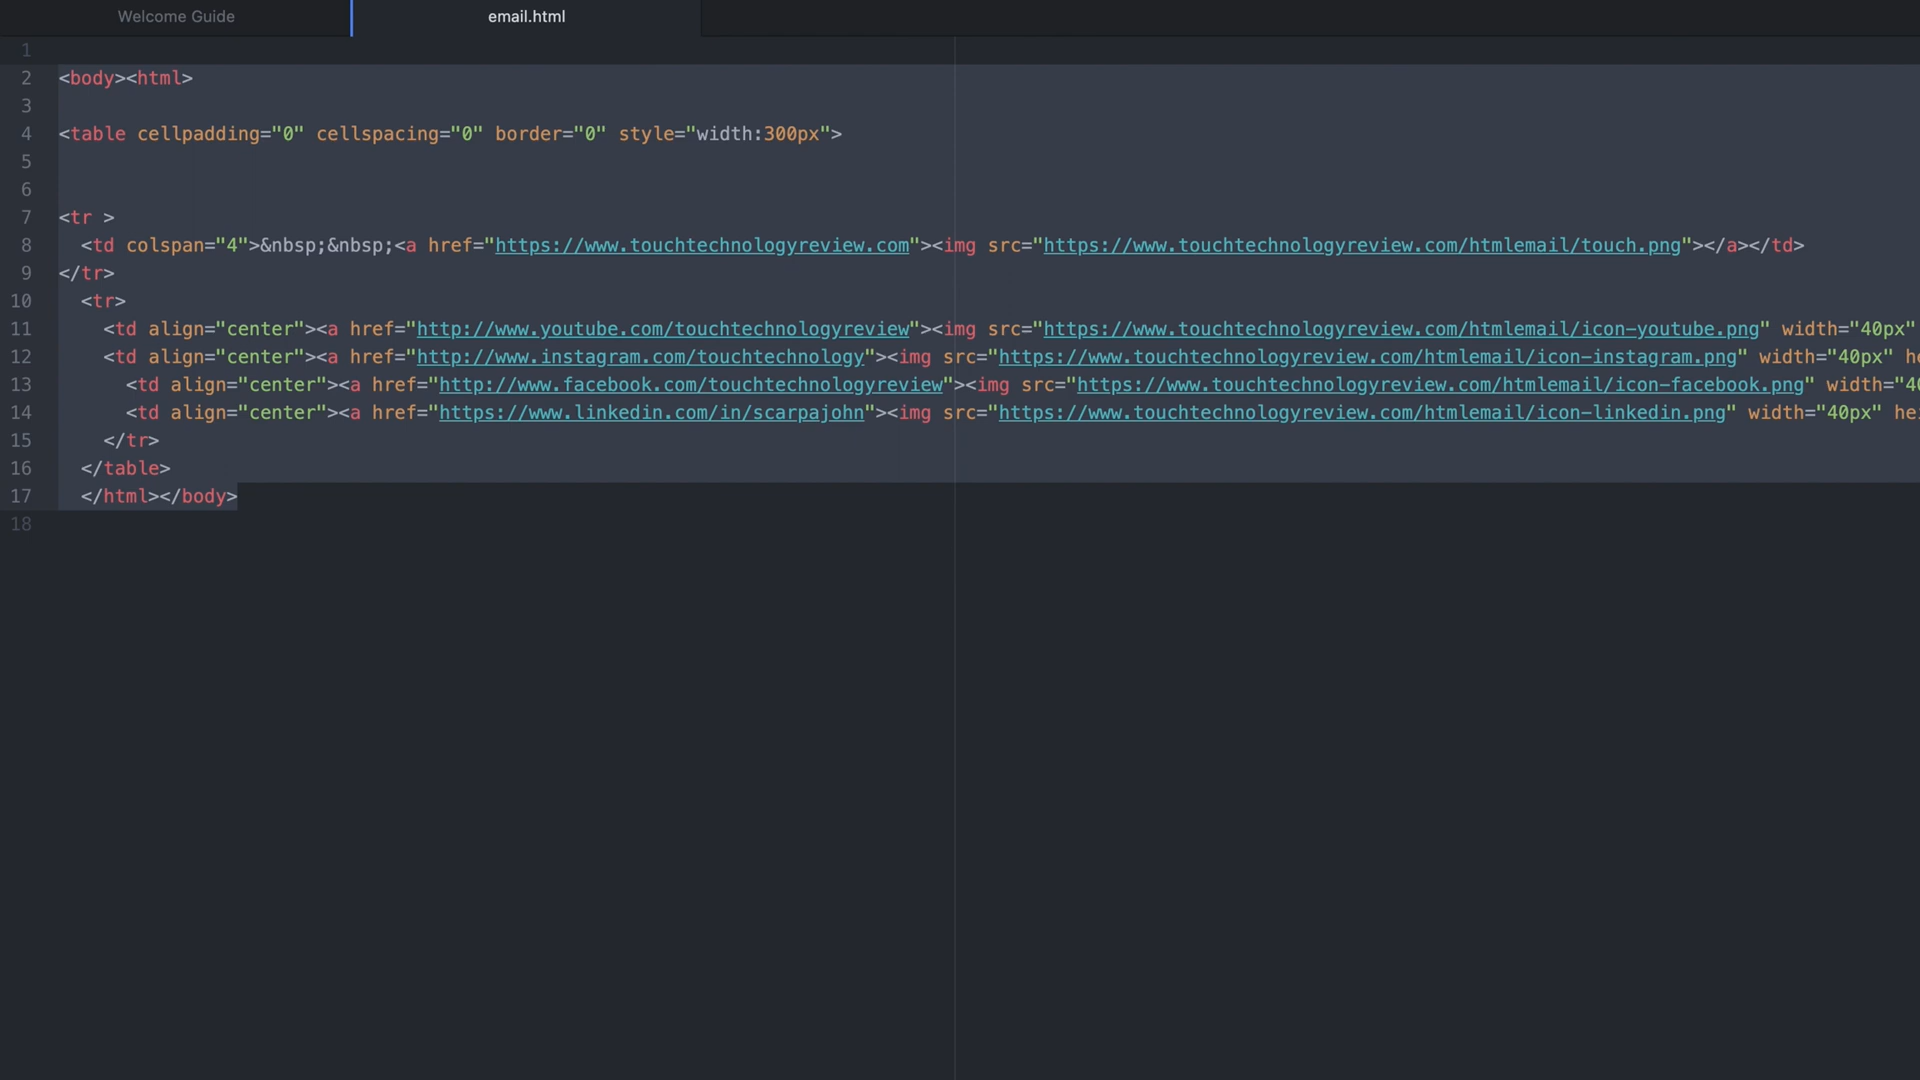 Welcome Guide
email.html
1
2 <body><html>
3
4 <table cellpadding="0" cellspacing="0" border="0" style="width:300px">
5
6
7 <tr >
8 <td colspan="4">&nbsp;&nbsp;<a href="https://www.touchtechnologyreview.com"><img src="https://www.touchtechnologyreview.com/htmlemail/touch.png"></a></td>
9 </tr>
10 <tr>
11 <td align="center"><a href="http://www.youtube.com/touchtechnologyreview"><img src="https://www.touchtechnologyreview.com/htmlemail/icon-youtube.png" width="40px"
12 <td align="center"><a href="http://www.instagram.com/touchtechnology"><img src="https://www.touchtechnologyreview.com/htmlemail/icon-instagram.png" width="40px" he
13 <td align="center"><a href="http://www.facebook.com/touchtechnologyreview"><img src="https://www.touchtechnologyreview.com/htmlemail/icon-facebook.png" width="40
14 <td align="center"><a href="https://www.linkedin.com/in/scarpajohn"><img src="https://www.touchtechnologyreview.com/htmlemail/icon-linkedin.png" width="40px" hei
15 </tr>
16 </table>
17 </html></body>
18